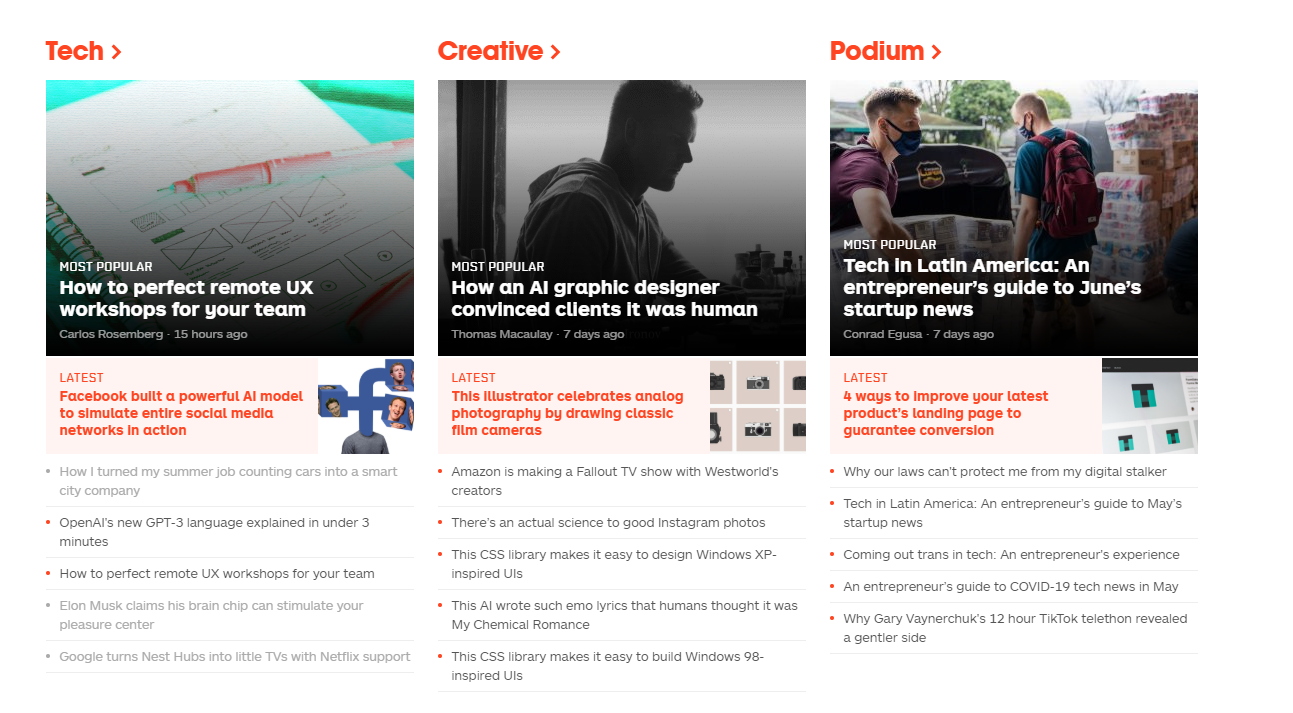 Tech >
MOST POPULAR
How to perfect remote UX
workshops for your team
Carlos Rosemberg · 15 hours ago
LATEST
Facebook built a powerful AI model
to simulate entire social media
networks in action
How I turned my summer job counting cars into a smart
city company
OpenAI's new GPT-3 language explained in under 3
minutes
How to perfect remote UX workshops for your team
Elon Musk claims his brain chip can stimulate your
pleasure center
Google turns Nest Hubs into little TVs with Netflix support
Creative >
MOST POPULAR
How an AI graphic designer
convinced clients it was human
Thomas Macaulay · 7 days ago
LATEST
This illustrator celebrates analog
photography by drawing classic
film cameras
Amazon is making a Fallout TV show with Westworld's
creators
There's an actual science to good Instagram photos
This CSS library makes it easy to design Windows XP-
inspired UIs
This AI wrote such emo lyrics that humans thought it was
My Chemical Romance
This CSS library makes it easy to build Windows 98-
inspired UIs
Podium >
MOST POPULAR
Tech in Latin America: An
entrepreneur's guide to June's
startup news
Conrad Egusa · 7 days ago
LATEST
4 ways to improve your latest
product's landing page to
guarantee conversion
Why our laws can't protect me from my digital stalker
Tech in Latin America: An entrepreneur's guide to May's
startup news
Coming out trans in tech: An entrepreneur's experience
An entrepreneur's guide to COVID-19 tech news in May
Why Gary Vaynerchuk's 12 hour TikTok telethon revealed
a gentler side